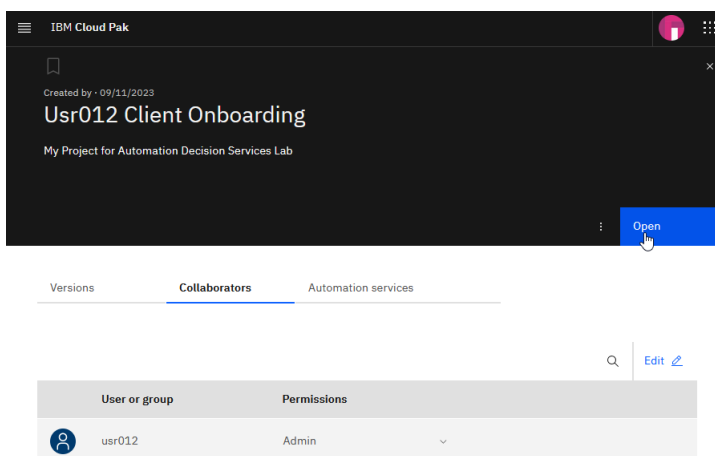 IBM Cloud Pak
Created by · 09/11/2023
Usr012 Client Onboarding
My Project for Automation Decision Services Lab
Open
Versions Collaborators Automation services
Edit
User or group Permissions
usr012 Admin